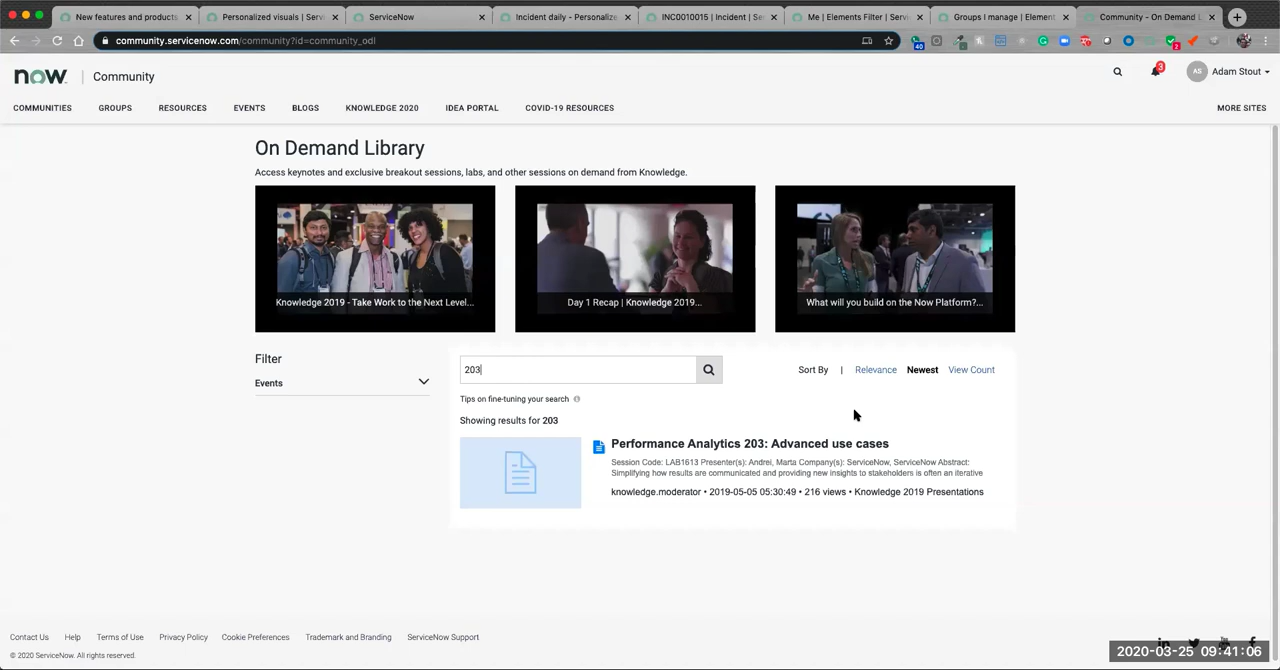 New features and products
Personalized visuals | Servi
ServiceNow
Incident daily - Personalize
INC0010015 | Incident | Se
Me | Elements Filter | Servic
Groups I manage | Element
Community - On Demand L
community.servicenow.com/community?id=community_odl
40
2
now
Community
3
AS
Adam Stout
COMMUNITIES
GROUPS
RESOURCES
EVENTS
BLOGS
KNOWLEDGE 2020
IDEA PORTAL
COVID-19 RESOURCES
MORE SITES
On Demand Library
Access keynotes and exclusive breakout sessions, labs, and other sessions on demand from Knowledge.
Knowledge 2019 - Take Work to the Next Level...
Day 1 Recap | Knowledge 2019...
What will you build on the Now Platform?...
Filter
Events
203
Sort By | Relevance Newest View Count
Tips on fine-tuning your search
Showing results for 203
Performance Analytics 203: Advanced use cases
Session Code: LAB1613 Presenter(s): Andrei, Marta Company(s): ServiceNow, ServiceNow Abstract:
Simplifying how results are communicated and providing new insights to stakeholders is often an iterative
knowledge.moderator • 2019-05-05 05:30:49 • 216 views • Knowledge 2019 Presentations
Contact Us
Help
Terms of Use
Privacy Policy
Cookie Preferences
Trademark and Branding
ServiceNow Support
© 2020 ServiceNow. All rights reserved.
2020-03-25 09:41:06